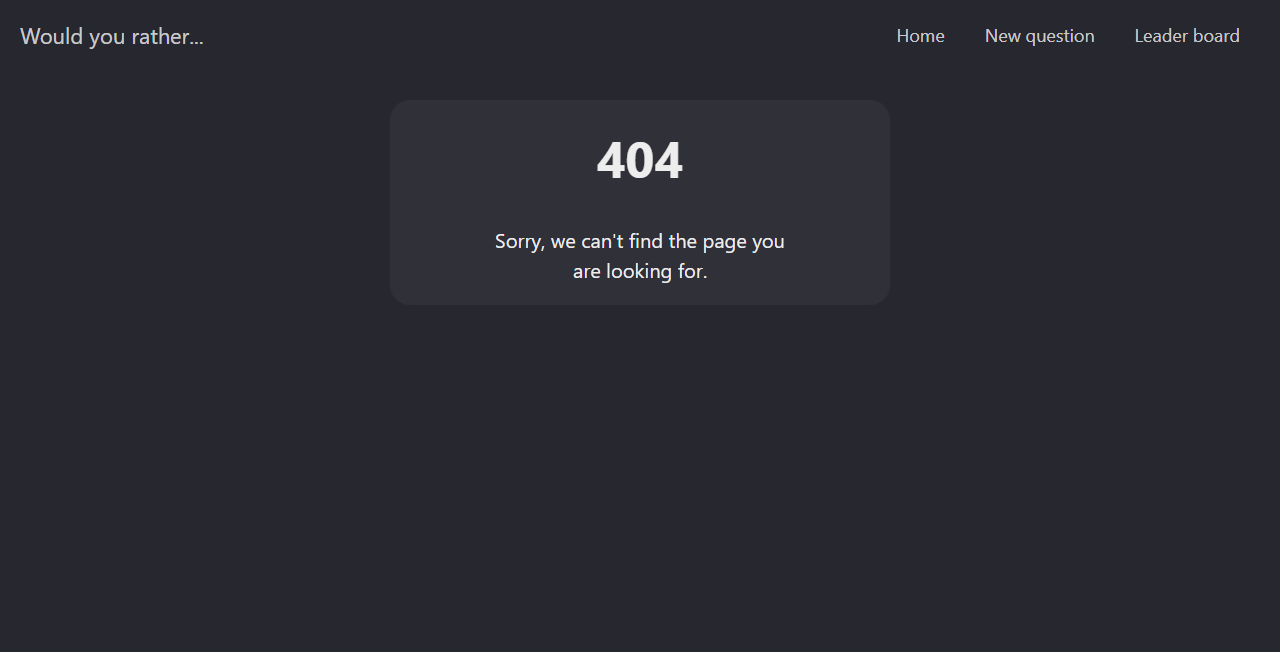 Would you rather...
Home
New question
Leader board
404
Sorry, we can't find the page you
are looking for.